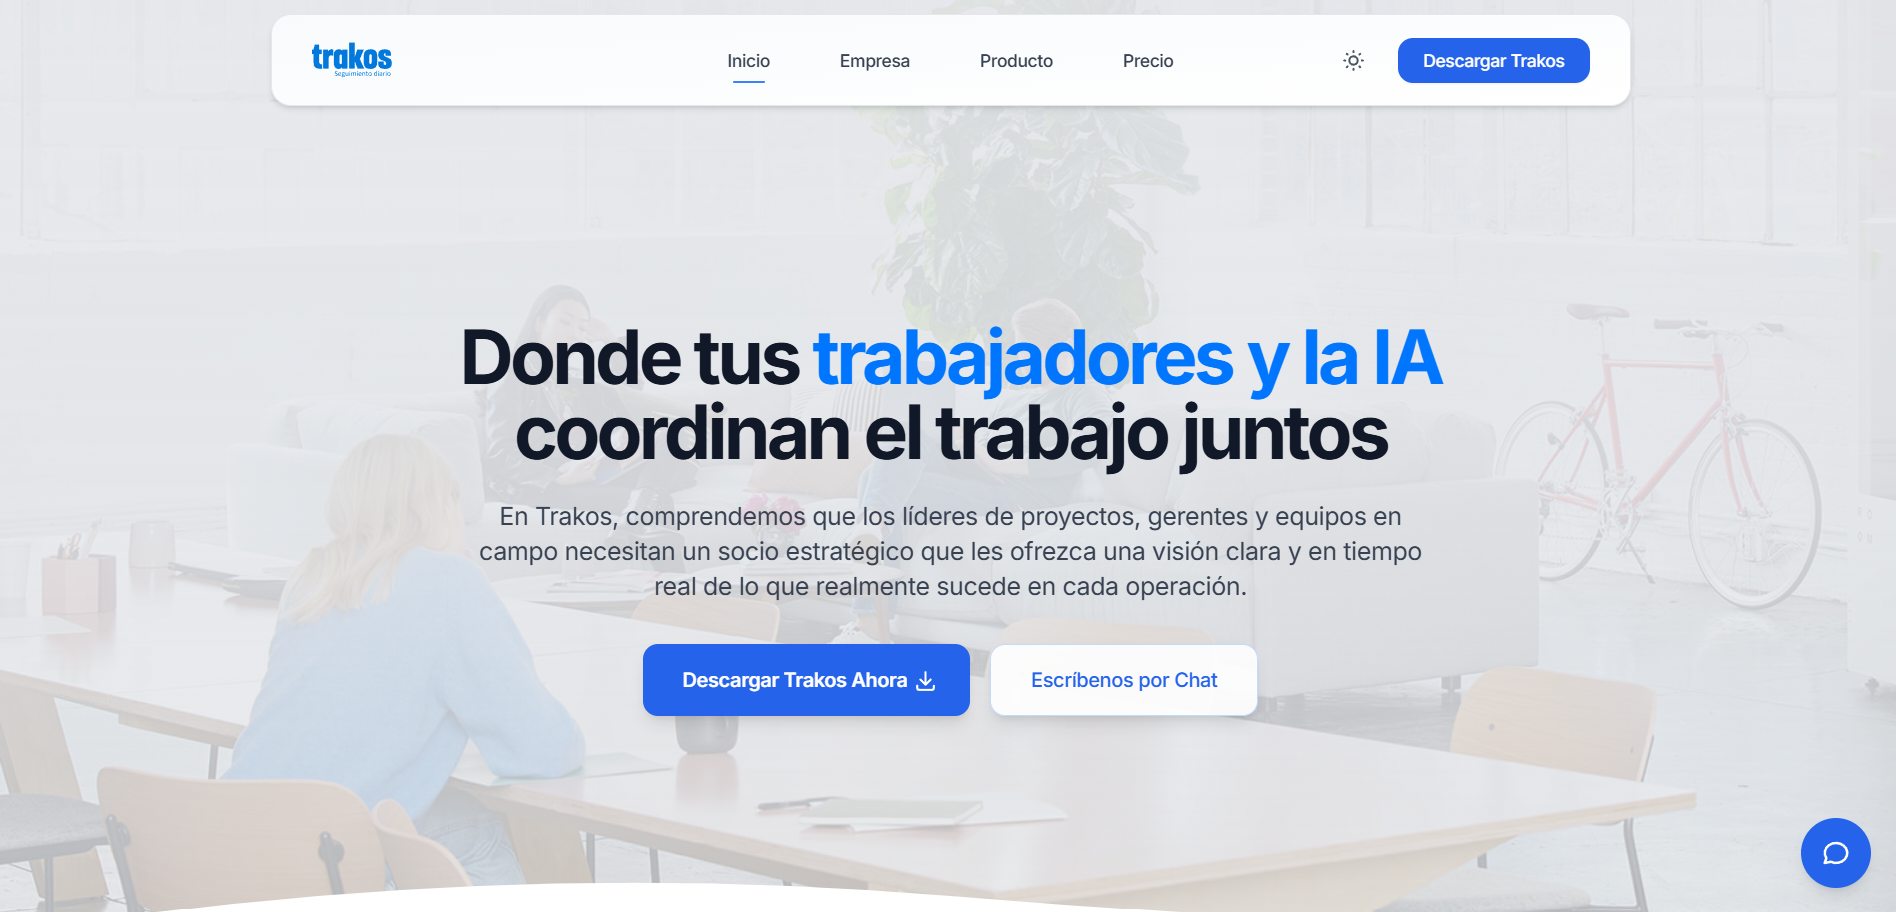 trakos
Seguimiento diario
Inicio
Empresa
Producto
Precio
Descargar Trakos
Donde tus trabajadores y la IA
coordinan el trabajo juntos
En Trakos, comprendemos que los líderes de proyectos, gerentes y equipos en
campo necesitan un socio estratégico que les ofrezca una visión clara y en tiempo
real de lo que realmente sucede en cada operación.
Descargar Trakos Ahora
Escríbenos por Chat